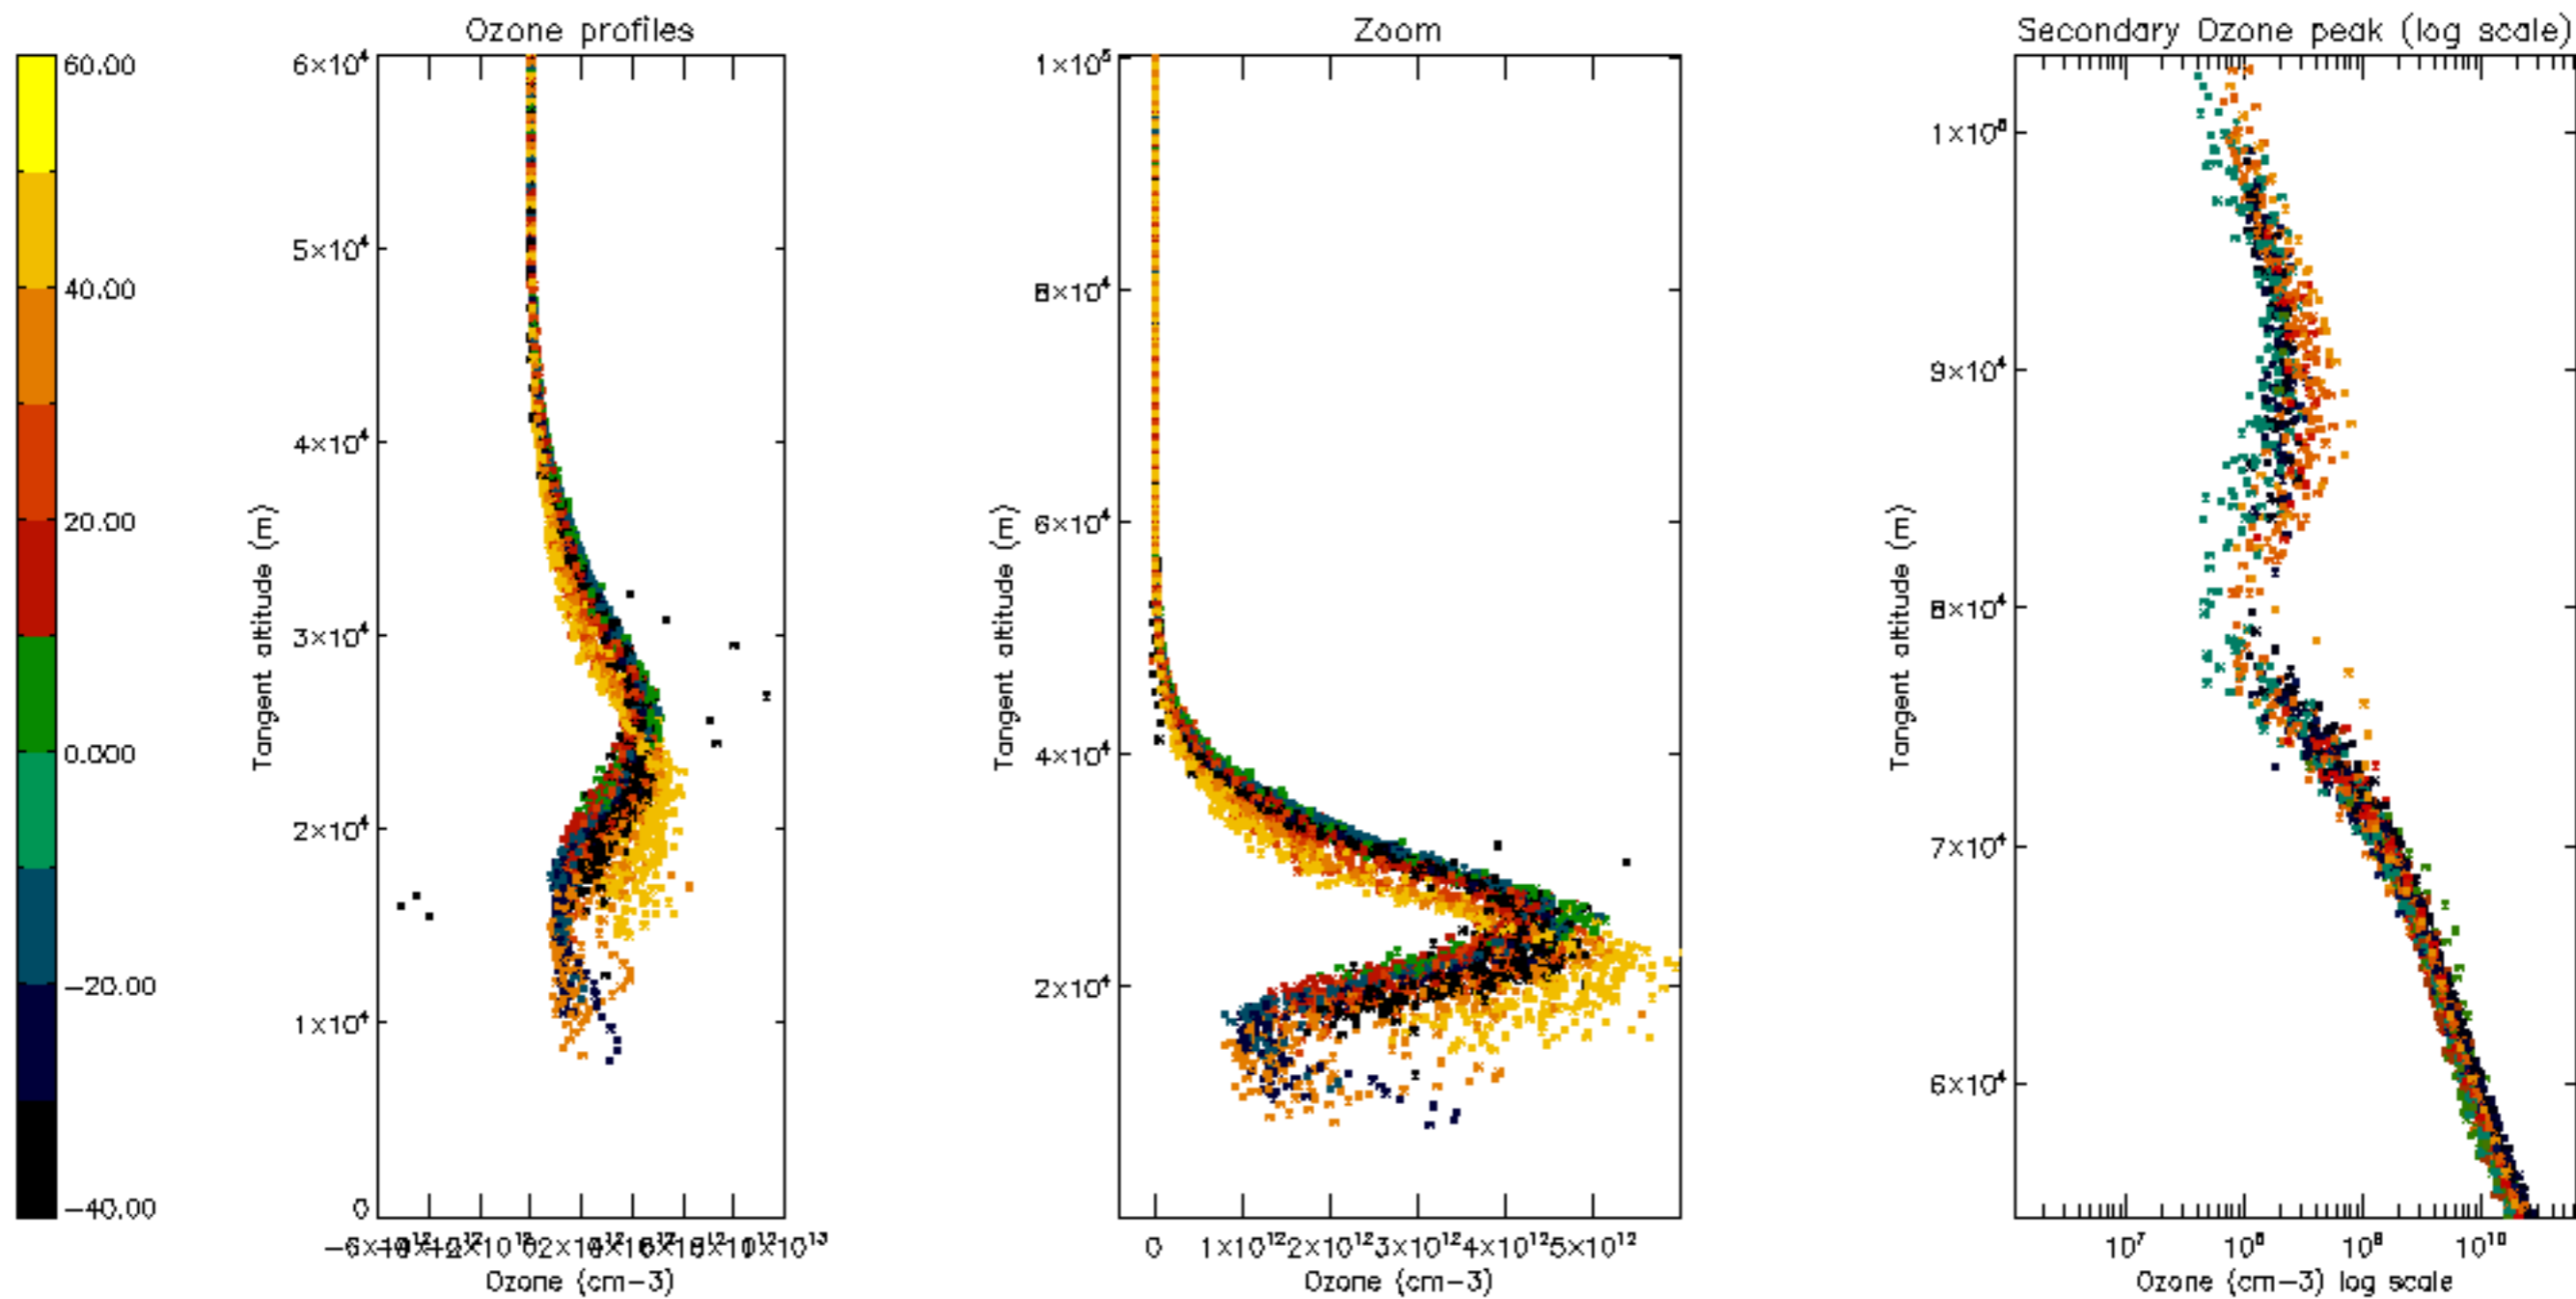 Ozone profiles
Zoom
Secondary Ozone peak (log scale)
60.00
40.00
20.00
0.000
−20.00
−40.00
6×10⁴
5×10⁴
4×10⁴
3×10⁴
2×10⁴
1×10⁴
0
Tangent altitude (m)
Ozone (cm−3)
1×10⁵
8×10⁴
6×10⁴
4×10⁴
2×10⁴
Tangent altitude (m)
0 1×10¹² 2×10¹² 3×10¹² 4×10¹² 5×10¹²
Ozone (cm−3)
9×10⁴
8×10⁴
7×10⁴
6×10⁴
Tangent altitude (m)
10⁷ 10⁸ 10⁹ 10¹⁰
Ozone (cm−3) log scale